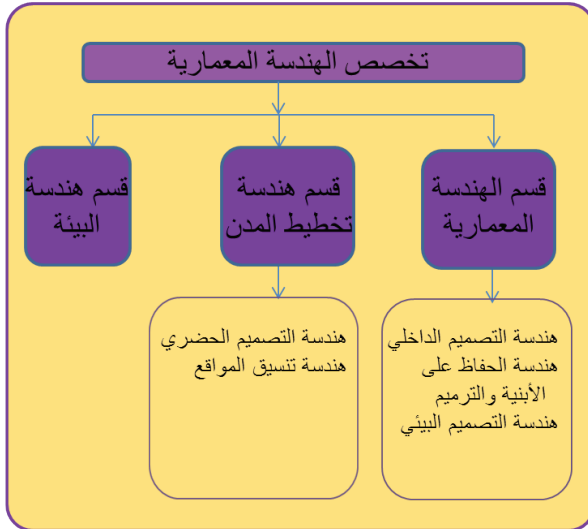 تخصص الهندسة المعمارية
قسم الهندسة
المعمارية
قسم هندسة
تخطيط المدن
قسم هندسة
البيئة
هندسة التصميم الداخلي
هندسة الحفاظ على
الأبنية والترميم
هندسة التصميم البيئي
هندسة التصميم الحضري
هندسة تنسيق المواقع